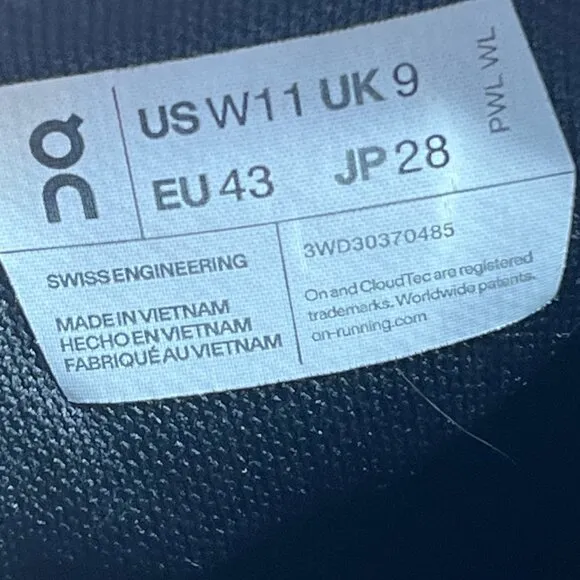 On
US W11 UK 9
EU 43 JP 28
PWL WL
SWISS ENGINEERING
MADE IN VIETNAM
HECHO EN VIETNAM
FABRIQUÉ AU VIETNAM
3WD30370485
On and CloudTec are registered
trademarks. Worldwide patents.
on-running.com